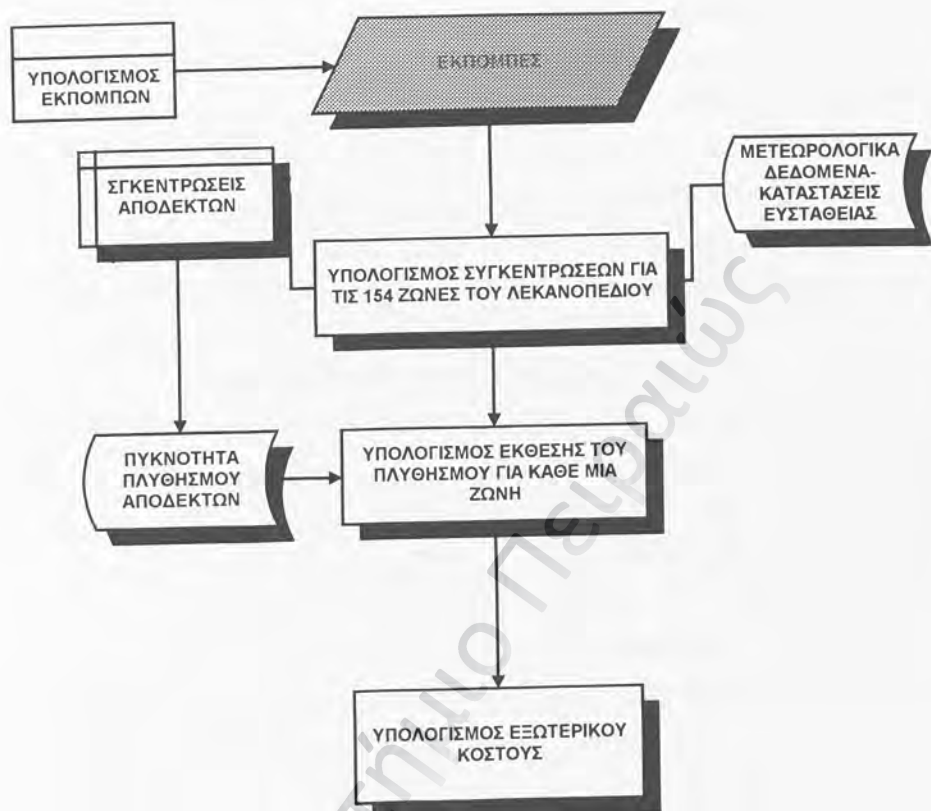 ΕΚΠΟΜΠΕΣ
ΥΠΟΛΟΓΙΣΜΟΣ
ΕΚΠΟΜΠΩΝ
ΣΓΚΕΝΤΡΩΣΕΙΣ
ΑΠΟΔΕΚΤΩΝ
ΜΕΤΕΩΡΟΛΟΓΙΚΑ
ΔΕΔΟΜΕΝΑ-
ΚΑΤΑΣΤΑΣΕΙΣ
ΕΥΣΤΑΘΕΙΑΣ
ΥΠΟΛΟΓΙΣΜΟΣ ΣΥΓΚΕΝΤΡΩΣΕΩΝ ΓΙΑ
ΤΙΣ 154 ΖΩΝΕΣ ΤΟΥ ΛΕΚΑΝΟΠΕΔΙΟΥ
ΠΥΚΝΟΤΗΤΑ
ΠΛΥΘΗΣΜΟΥ
ΑΠΟΔΕΚΤΩΝ
ΥΠΟΛΟΓΙΣΜΟΣ ΕΚΘΕΣΗΣ ΤΟΥ
ΠΛΥΘΗΣΜΟΥ ΓΙΑ ΚΑΘΕ ΜΙΑ
ΖΩΝΗ
ΥΠΟΛΟΓΙΣΜΟΣ ΕΞΩΤΕΡΙΚΟΥ
ΚΟΣΤΟΥΣ
Πειραιώς